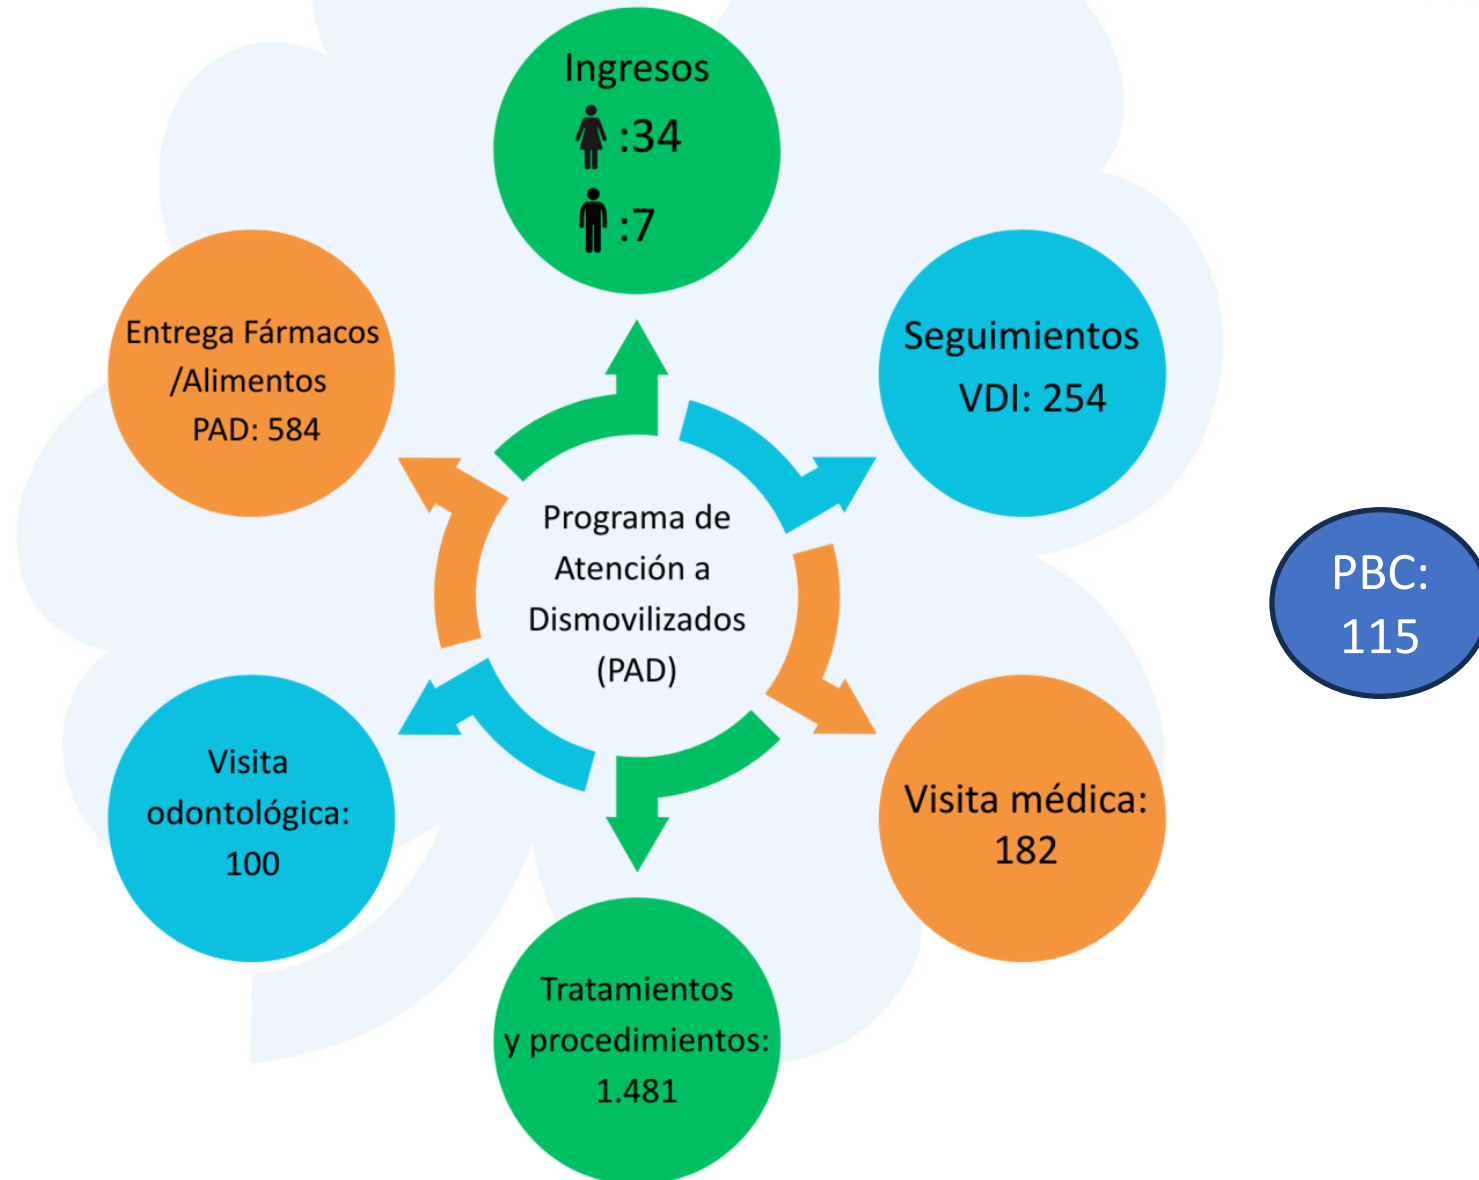 Ingresos
:34
:7
Entrega Fármacos
/Alimentos
PAD: 584
Seguimientos
VDI: 254
Programa de
Atención a
Dismovilizados
(PAD)
PBC:
115
Visita
odontológica:
100
Visita médica:
182
Tratamientos
y procedimientos:
1.481